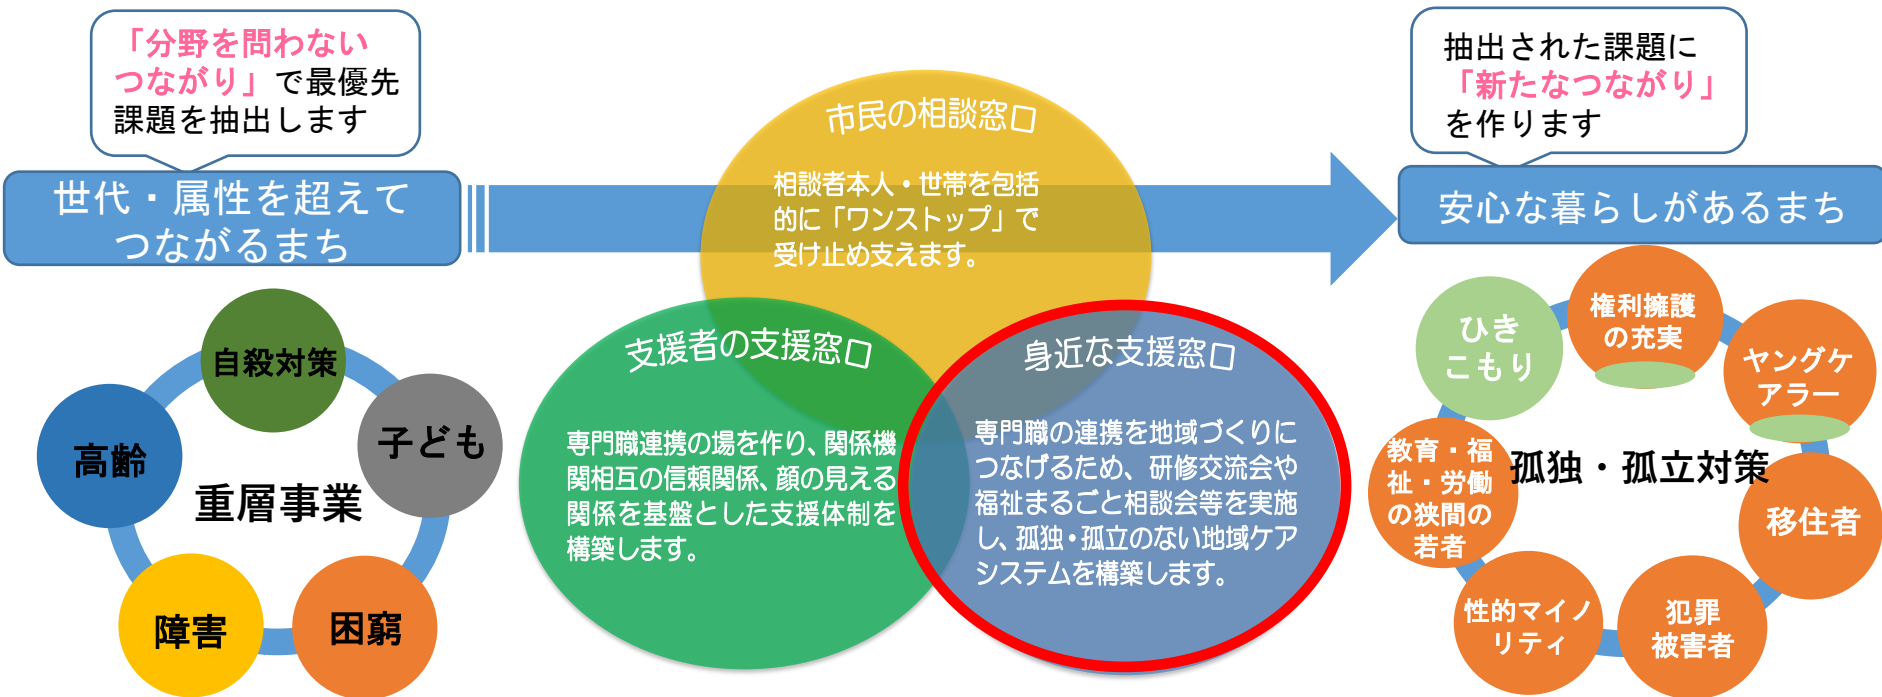 「分野を問わない
つながり」で最優先
課題を抽出します
世代・属性を超えて
つながるまち
自殺対策
高齢
子ども
重層事業
障害
困窮
市民の相談窓口
相談者本人・世帯を包括
的に「ワンストップ」で
受け止め支えます。
支援者の支援窓口
専門職連携の場を作り、関係機
関相互の信頼関係、顔の見える
関係を基盤とした支援体制を
構築します。
身近な支援窓口
専門職の連携を地域づくりに
つなげるため、研修交流会や
福祉まるごと相談会等を実施
し、孤独・孤立のない地域ケア
システムを構築します。
抽出された課題に
「新たなつながり」
を作ります
安心な暮らしがあるまち
ひき
こもり
権利擁護
の充実
ヤングケ
アラー
教育・福
祉・労働
の狭間の
若者
孤独・孤立対策
移住者
性的マイノ
リティ
犯罪
被害者